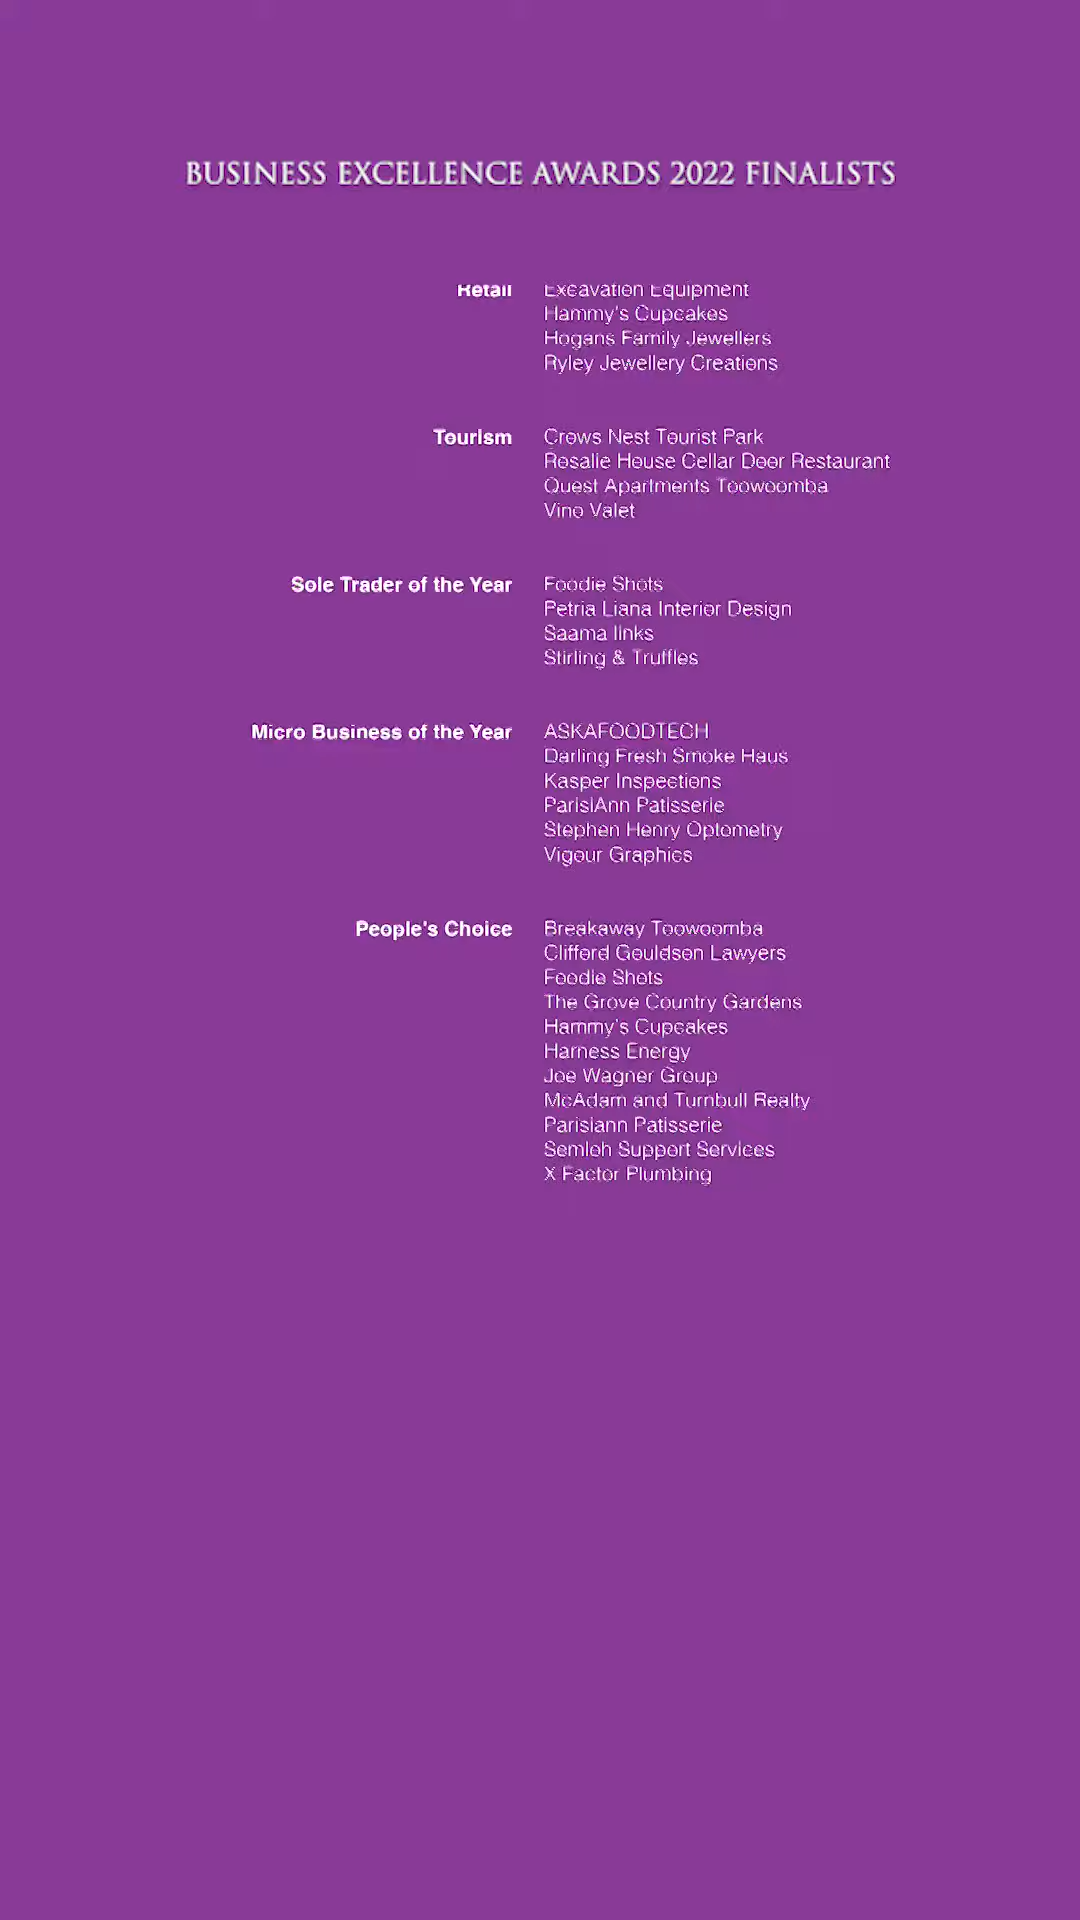 BUSINESS EXCELLENCE AWARDS 2022 FINALISTS
Retail Excavation Equipment
Hammy's Cupcakes
Hogans Family Jewellers
Ryley Jewellery Creations
Tourism Crows Nest Tourist Park
Rosalie House Cellar Door Restaurant
Quest Apartments Toowoomba
Vino Valet
Sole Trader of the Year Foodie Shots
Petria Liana Interior Design
Saama Links
Stirling & Truffles
Micro Business of the Year ASKAFOODTECH
Darling Fresh Smoke Haus
Kasper Inspections
ParisiAnn Patisserie
Stephen Henry Optometry
Vigour Graphics
People's Choice Breakaway Toowoomba
Clifford Gouldson Lawyers
Foodie Shots
The Grove Country Gardens
Hammy's Cupcakes
Harness Energy
Joe Wagner Group
McAdam and Turnbull Realty
Parisiann Patisserie
Semloh Support Services
X Factor Plumbing